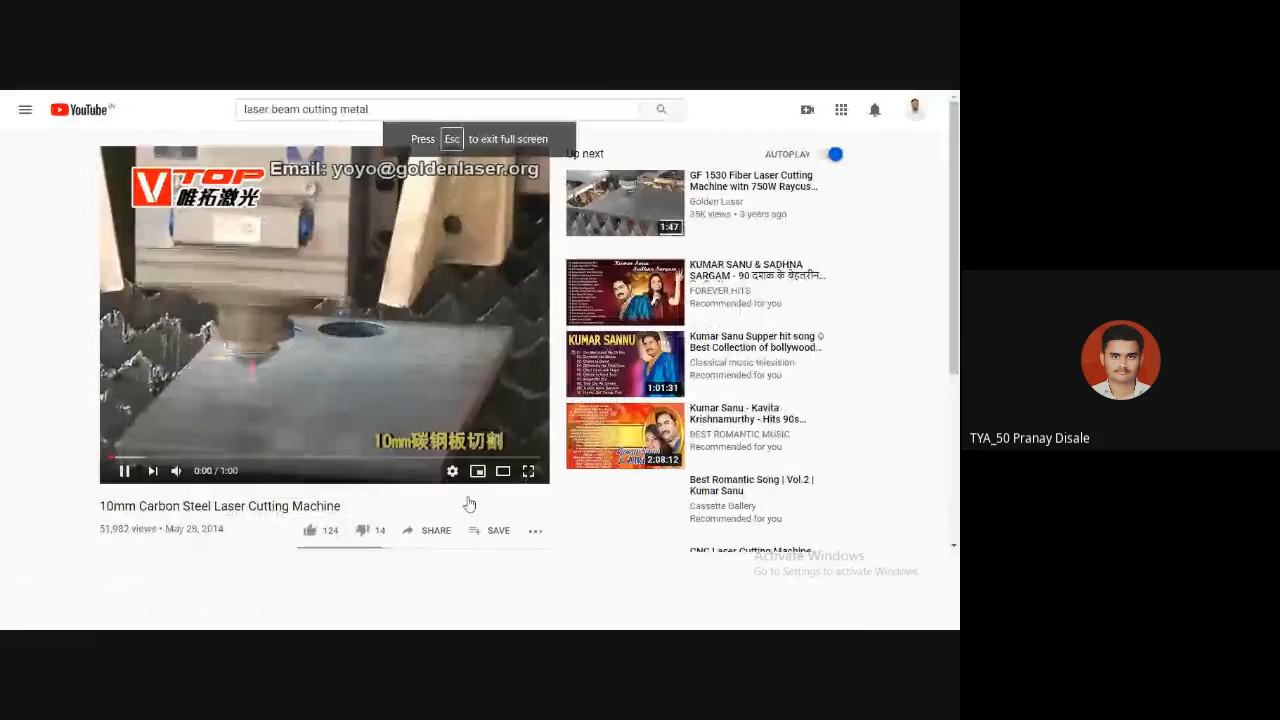 YouTube IN
laser beam cutting metal
Press Esc to exit full screen
Email: yoyo@goldenlaser.org
VTOP
唯拓激光
10mm碳钢板切割
0:00 / 1:00
10mm Carbon Steel Laser Cutting Machine
51,982 views • May 28, 2014
124
14
SHARE
SAVE
Up next
AUTOPLAY
GF 1530 Fiber Laser Cutting
Machine witn 750W Raycus...
Golden Laser
35K views • 3 years ago
1:47
KUMAR SANU & SADHNA
SARGAM - 90 दशक के बेहतरीन...
FOREVER HITS
Recommended for you
Kumar Sanu Supper hit song
Best Collection of bollywood...
Classical music television
Recommended for you
KUMAR SANNU
1:01:31
Kumar Sanu - Kavita
Krishnamurthy - Hits 90s...
BEST ROMANTIC MUSIC
Recommended for you
2:08:12
Best Romantic Song | Vol.2 |
Kumar Sanu
Cassette Gallery
Recommended for you
CNC Laser Cutting Machine
Activate Windows
Go to Settings to activate Windows.
TYA_50 Pranay Disale